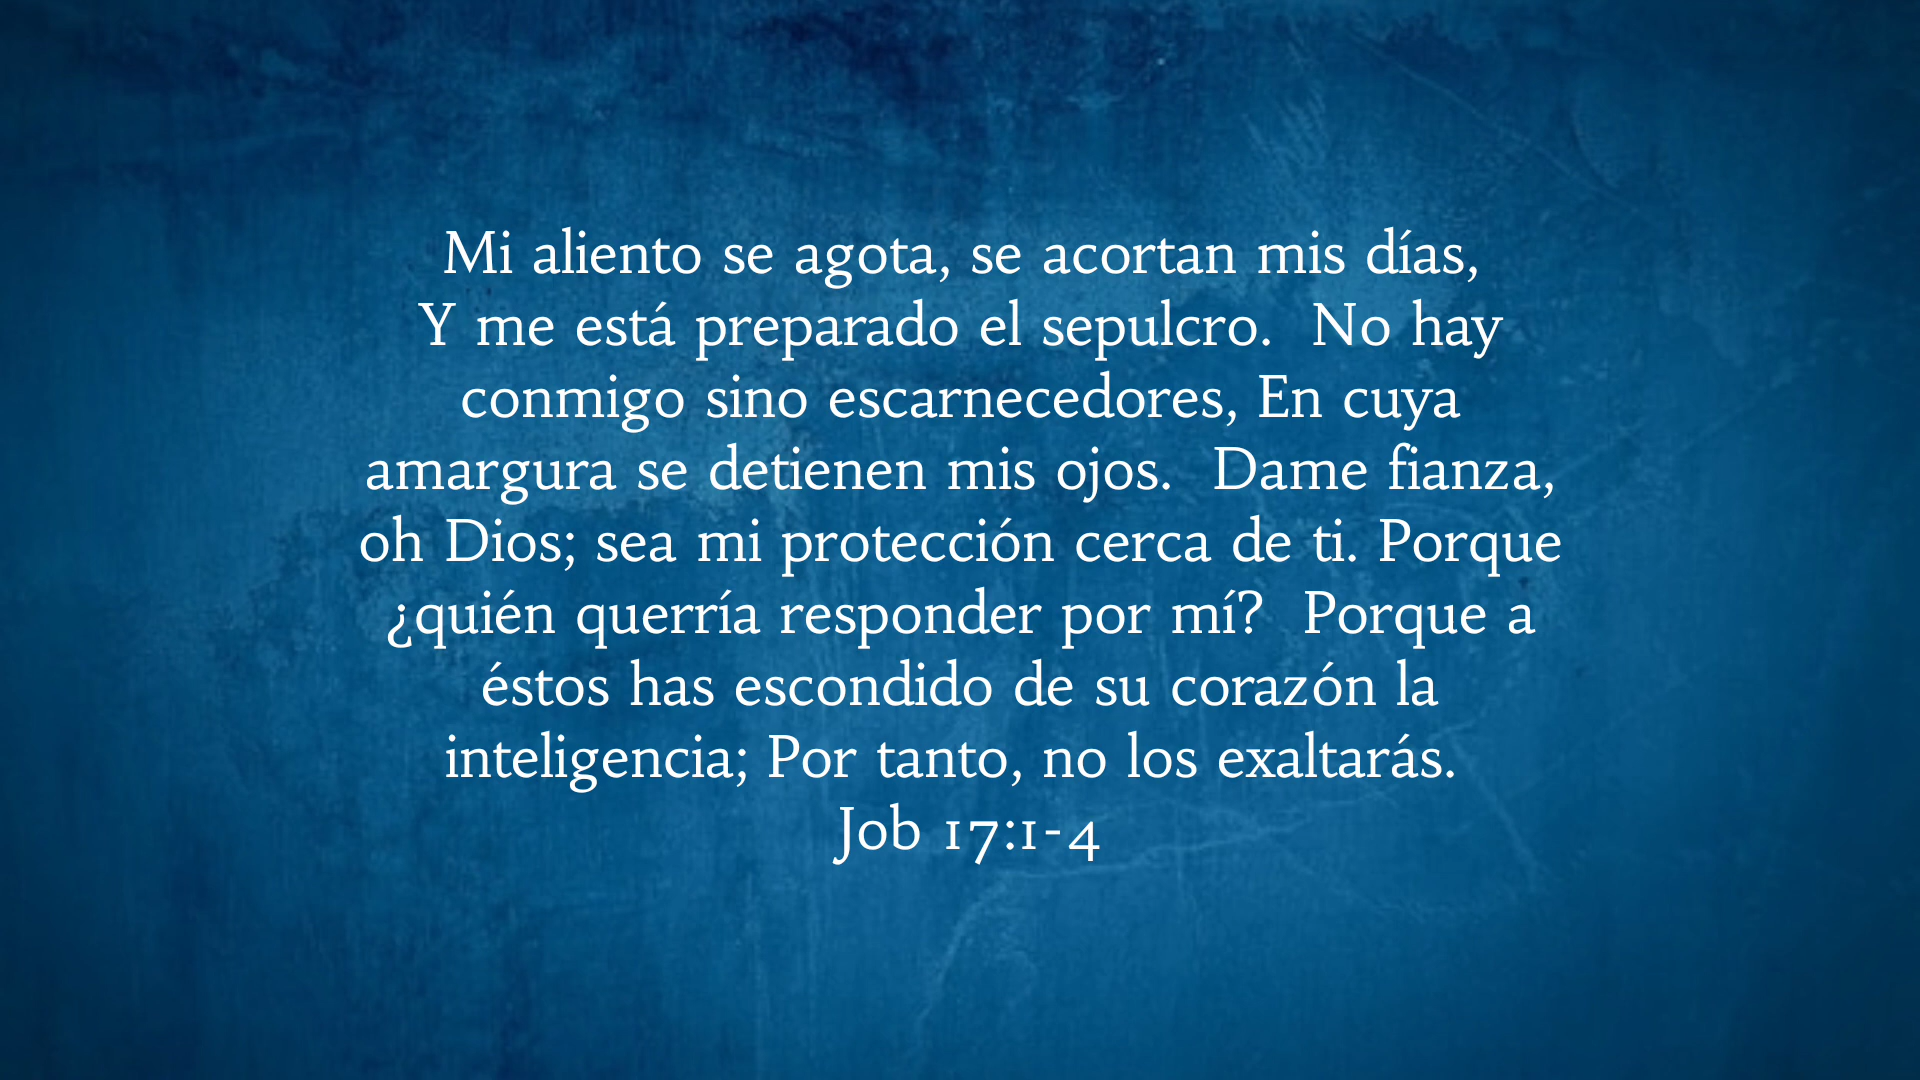 Mi aliento se agota, se acortan mis días,
Y me está preparado el sepulcro.  No hay
conmigo sino escarnecedores, En cuya
amargura se detienen mis ojos.  Dame fianza,
oh Dios; sea mi protección cerca de ti. Porque
¿quién querría responder por mí?  Porque a
éstos has escondido de su corazón la
inteligencia; Por tanto, no los exaltarás.
Job 17:1-4